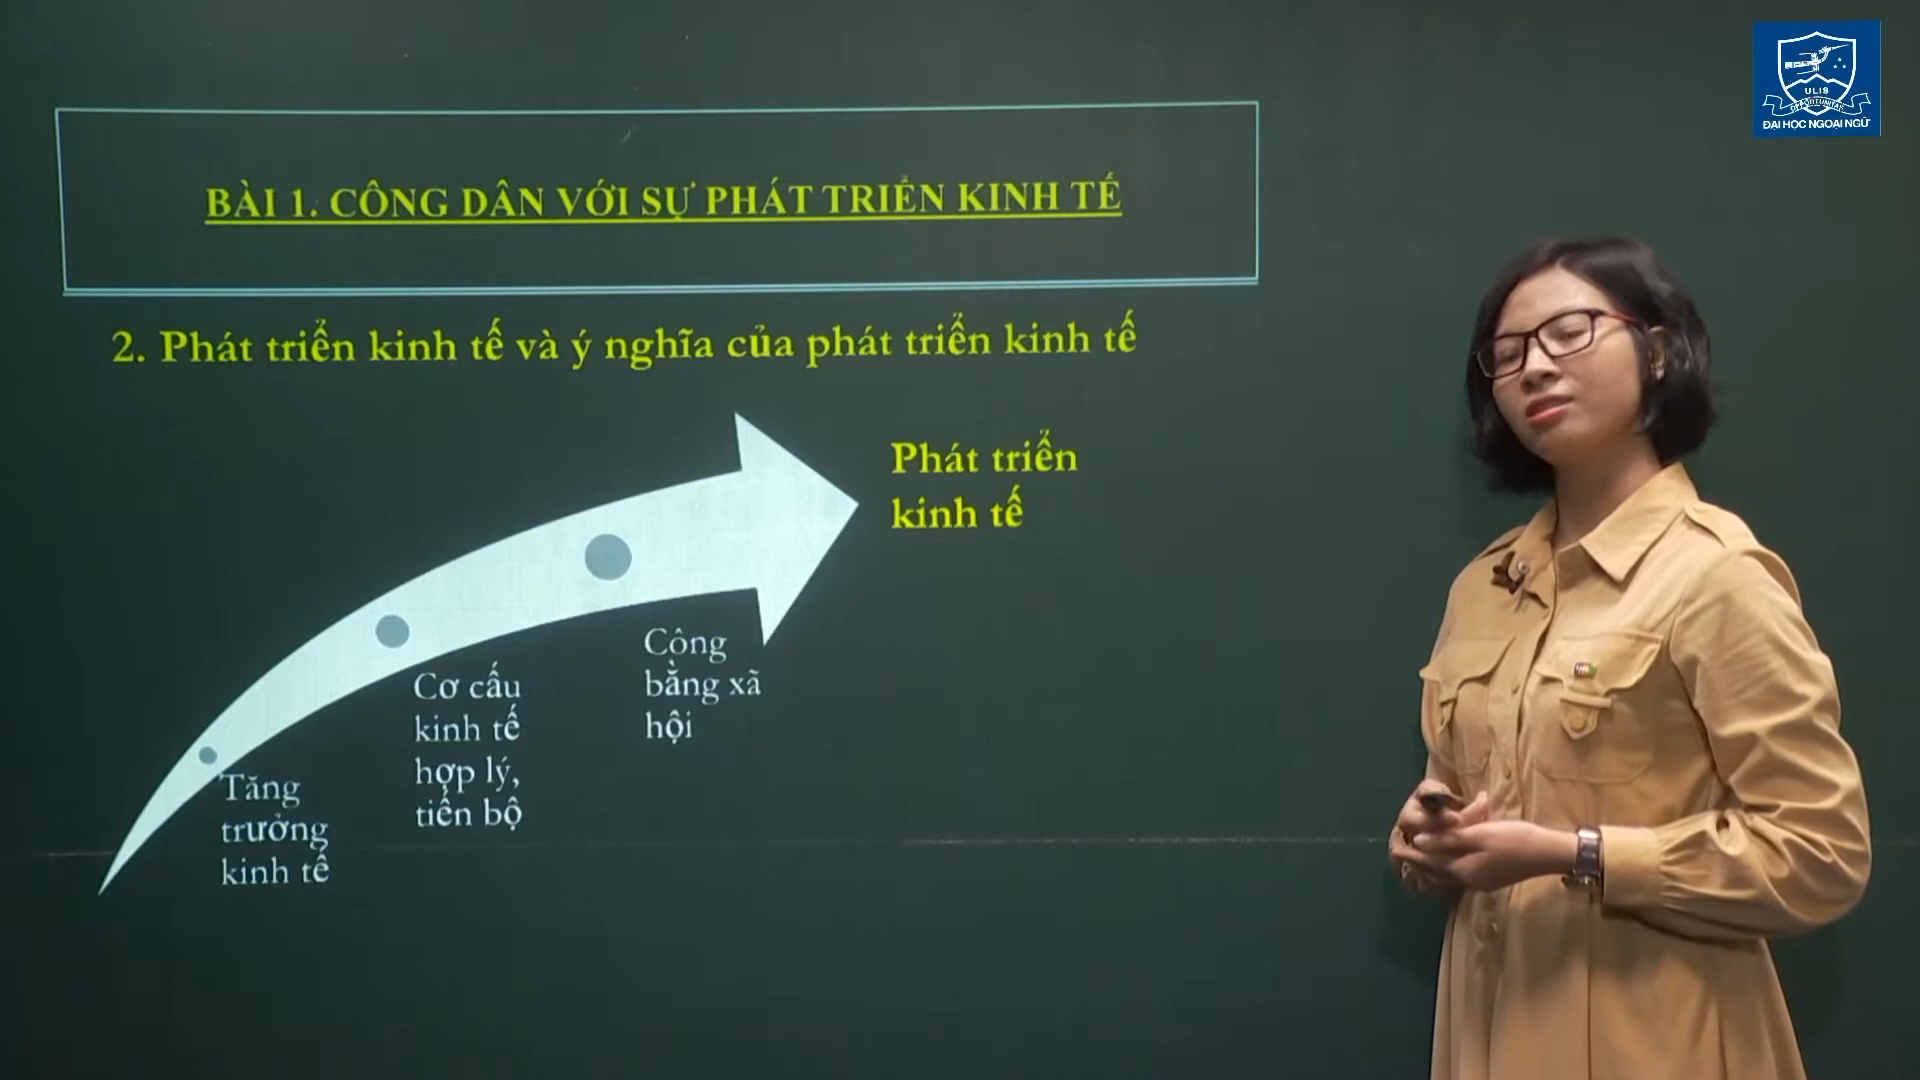 ULIS
ĐẠI HỌC NGOẠI NGỮ
BÀI 1. CÔNG DÂN VỚI SỰ PHÁT TRIỂN KINH TẾ
2. Phát triển kinh tế và ý nghĩa của phát triển kinh tế
Phát triển
kinh tế
Công
bằng xã
hội
Cơ cấu
kinh tế
hợp lý,
tiến bộ
Tăng
trưởng
kinh tế